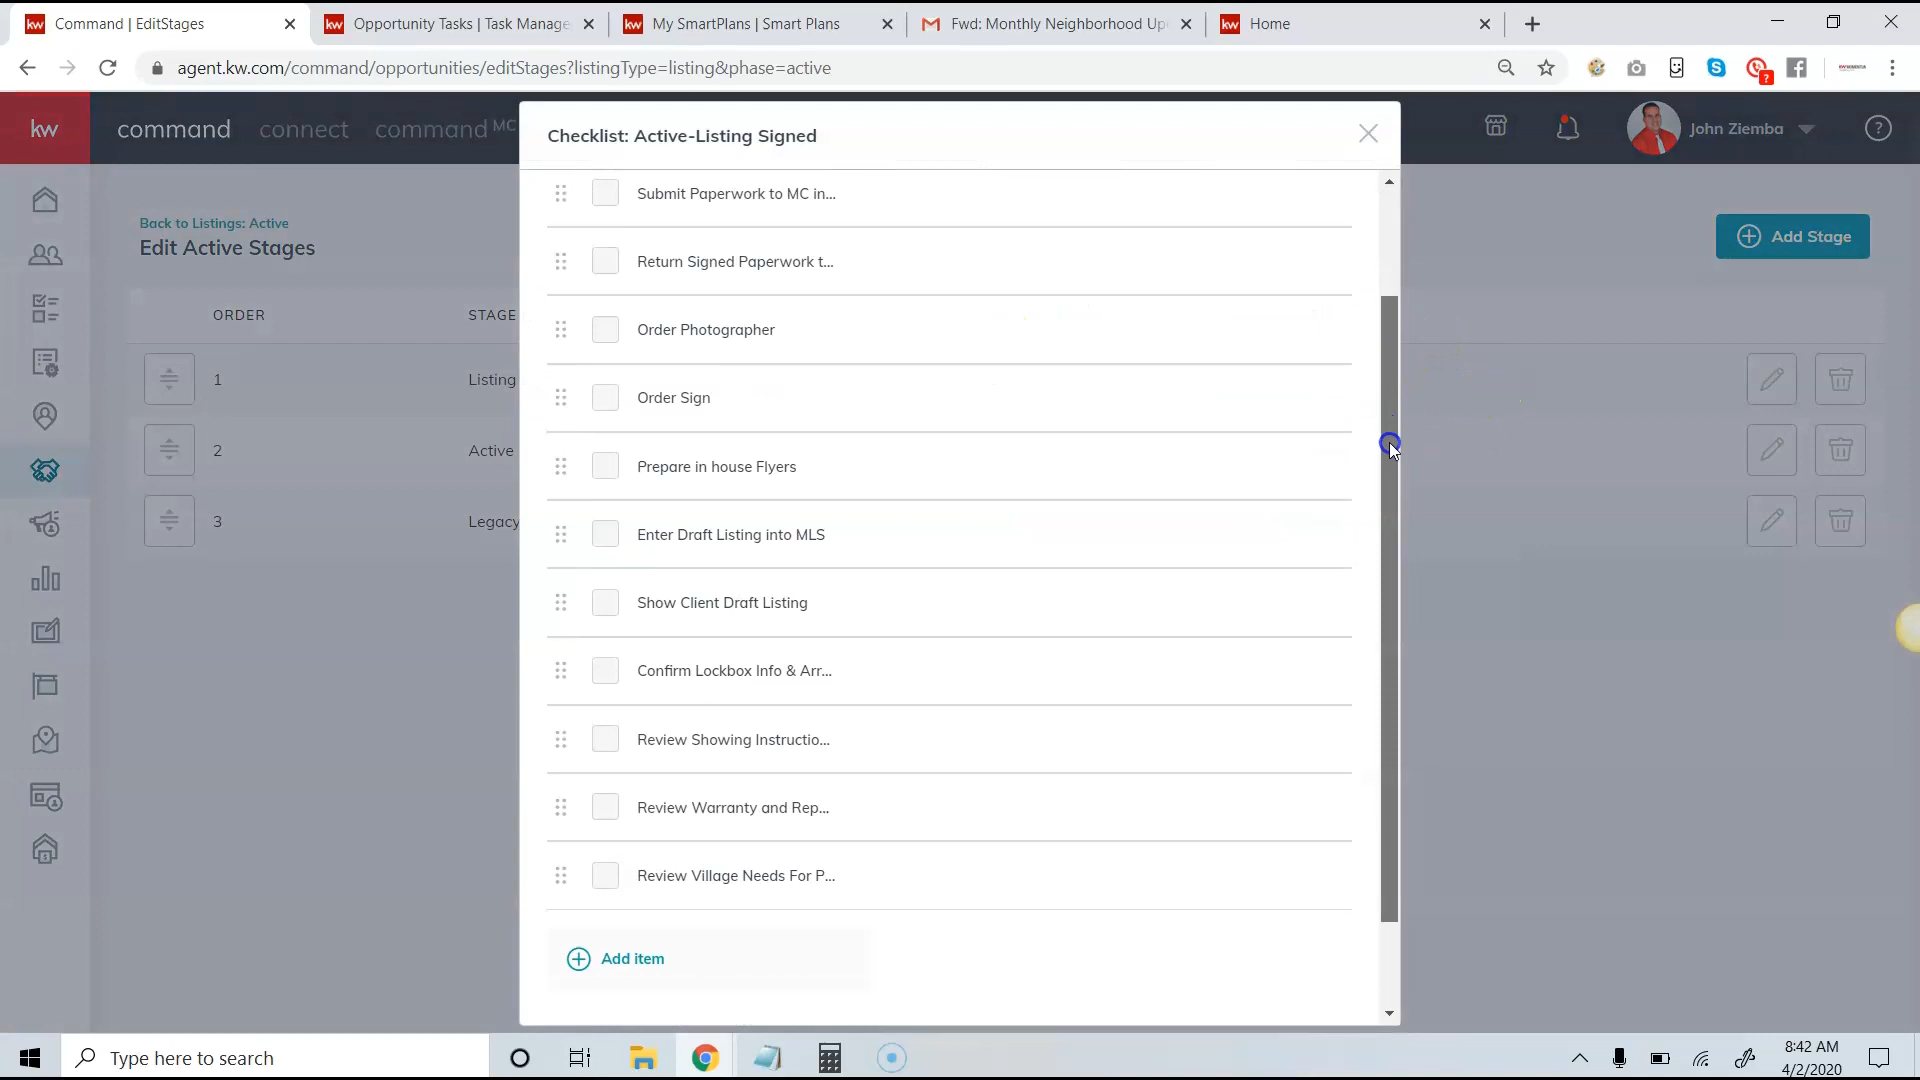 kw Command | EditStages
kw Opportunity Tasks | Task Manage
kw My SmartPlans | Smart Plans
Fwd: Monthly Neighborhood Up
kw Home
agent.kw.com/command/opportunities/editStages?listingType=listing&phase=active
?
kw
command connect command MC
John Ziemba
?
Checklist: Active-Listing Signed
Back to Listings: Active
Edit Active Stages
Add Stage
ORDER STAGE
1 Listing
2 Active
3 Legacy
Submit Paperwork to MC in...
Return Signed Paperwork t...
Order Photographer
Order Sign
Prepare in house Flyers
Enter Draft Listing into MLS
Show Client Draft Listing
Confirm Lockbox Info & Arr...
Review Showing Instructio...
Review Warranty and Rep...
Review Village Needs For P...
Add item
Type here to search
8:42 AM
4/2/2020